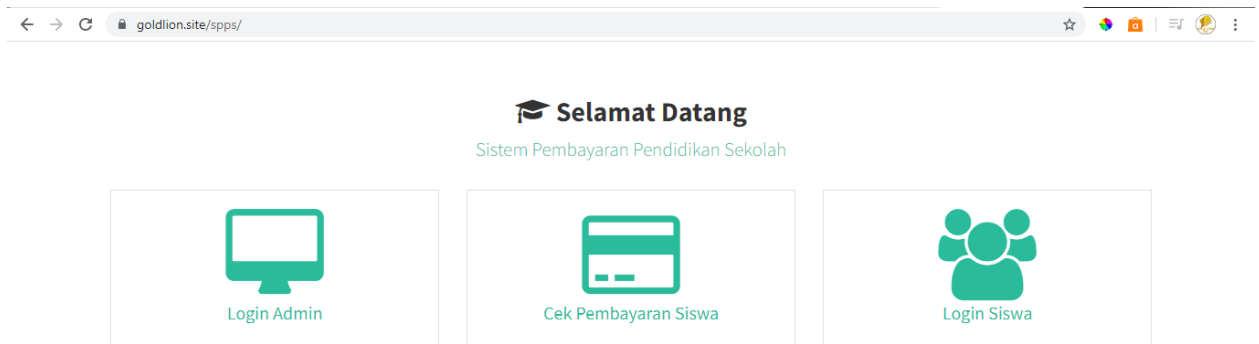 goldlion.site/spps/
Selamat Datang
Sistem Pembayaran Pendidikan Sekolah
Login Admin
Cek Pembayaran Siswa
Login Siswa